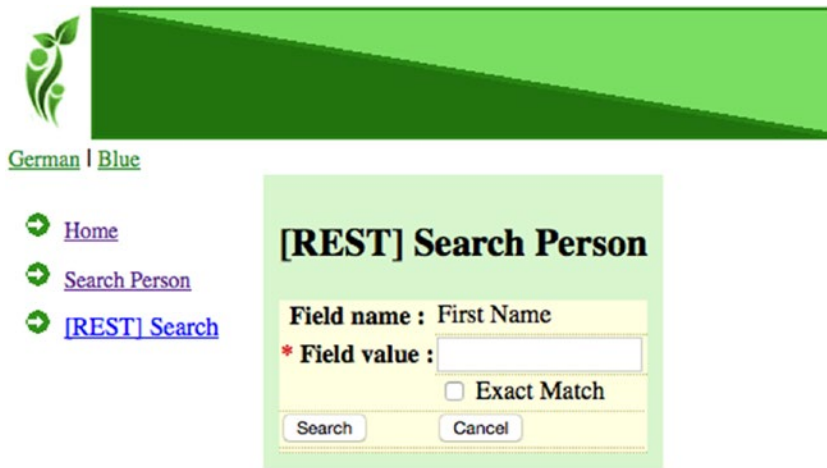 German | Blue
Home
Search Person
[REST] Search
[REST] Search Person
Field name : First Name
* Field value :
Exact Match
Search Cancel